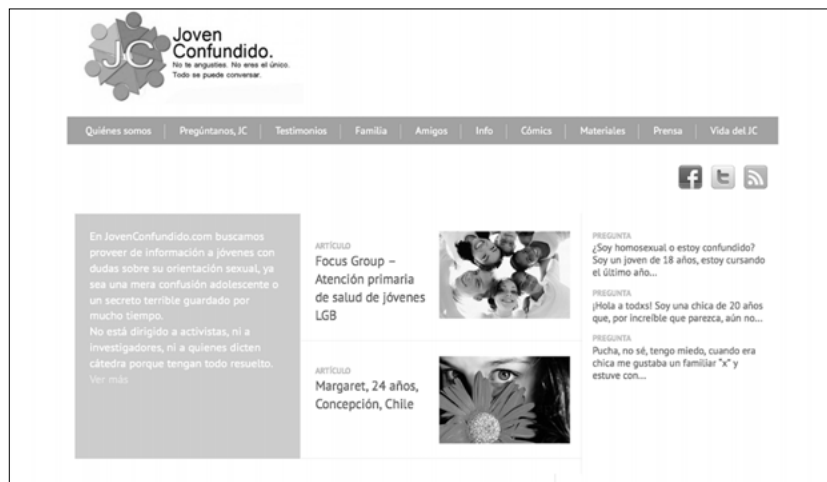 JC
Joven
Confundido.
No te angusties. No eres el único.
Todo se puede conversar.
Quiénes somos
Pregúntanos, JC
Testimonios
Familia
Amigos
Info
Cómics
Materiales
Prensa
Vida del JC
f
t
En JovenConfundido.com buscamos
proveer de información a jóvenes con
dudas sobre su orientación sexual, ya
sea una mera confusión adolescente o
un secreto terrible guardado por
mucho tiempo.
No está dirigido a activistas, ni a
investigadores, ni a quienes dicten
cátedra porque tengan todo resuelto.
Ver más
ARTÍCULO
Focus Group –
Atención primaria
de salud de jóvenes
LGB
ARTÍCULO
Margaret, 24 años,
Concepción, Chile
PREGUNTA
¿Soy homosexual o estoy confundido?
Soy un joven de 18 años, estoy cursando
el último año...
PREGUNTA
¡Hola a todxs! Soy una chica de 20 años
que, por increíble que parezca, aún no...
PREGUNTA
Pucha, no sé, tengo miedo, cuando era
chica me gustaba un familiar "x" y
estuve con...